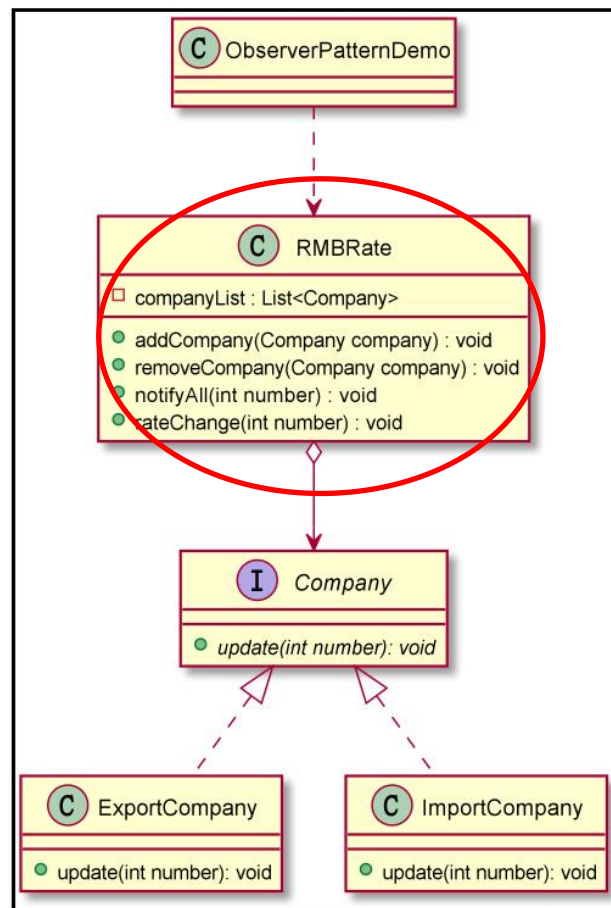 C ObserverPatternDemo
C RMBRate
companyList : List<Company>
addCompany(Company company) : void
removeCompany(Company company) : void
notifyAll(int number) : void
rateChange(int number) : void
I Company
update(int number): void
C ExportCompany
update(int number): void
C ImportCompany
update(int number): void